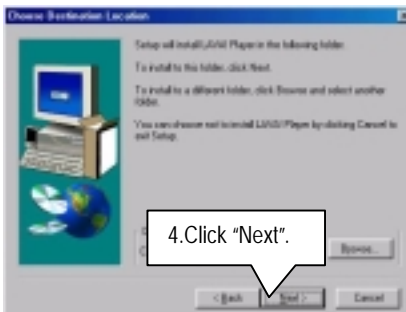 Choose Destination Location
Setup will install Player in the following folder.
To install to this folder, click Next.
To install to a different folder, click Browse and select another
folder.
You can choose not to install Player by clicking Cancel to
exit Setup.
4.Click “Next”.
Browse...
< Back
Next >
Cancel